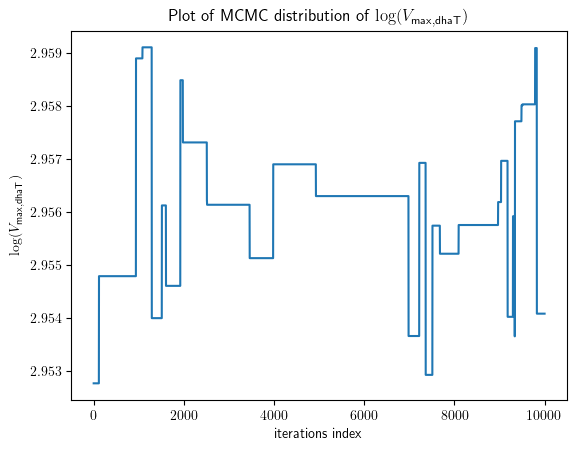 Plot of MCMC distribution of log(V_max,dhaT)
log(V_max,dhaT)
2.959
2.958
2.957
2.956
2.955
2.954
2.953
0 2000 4000 6000 8000 10000
iterations index